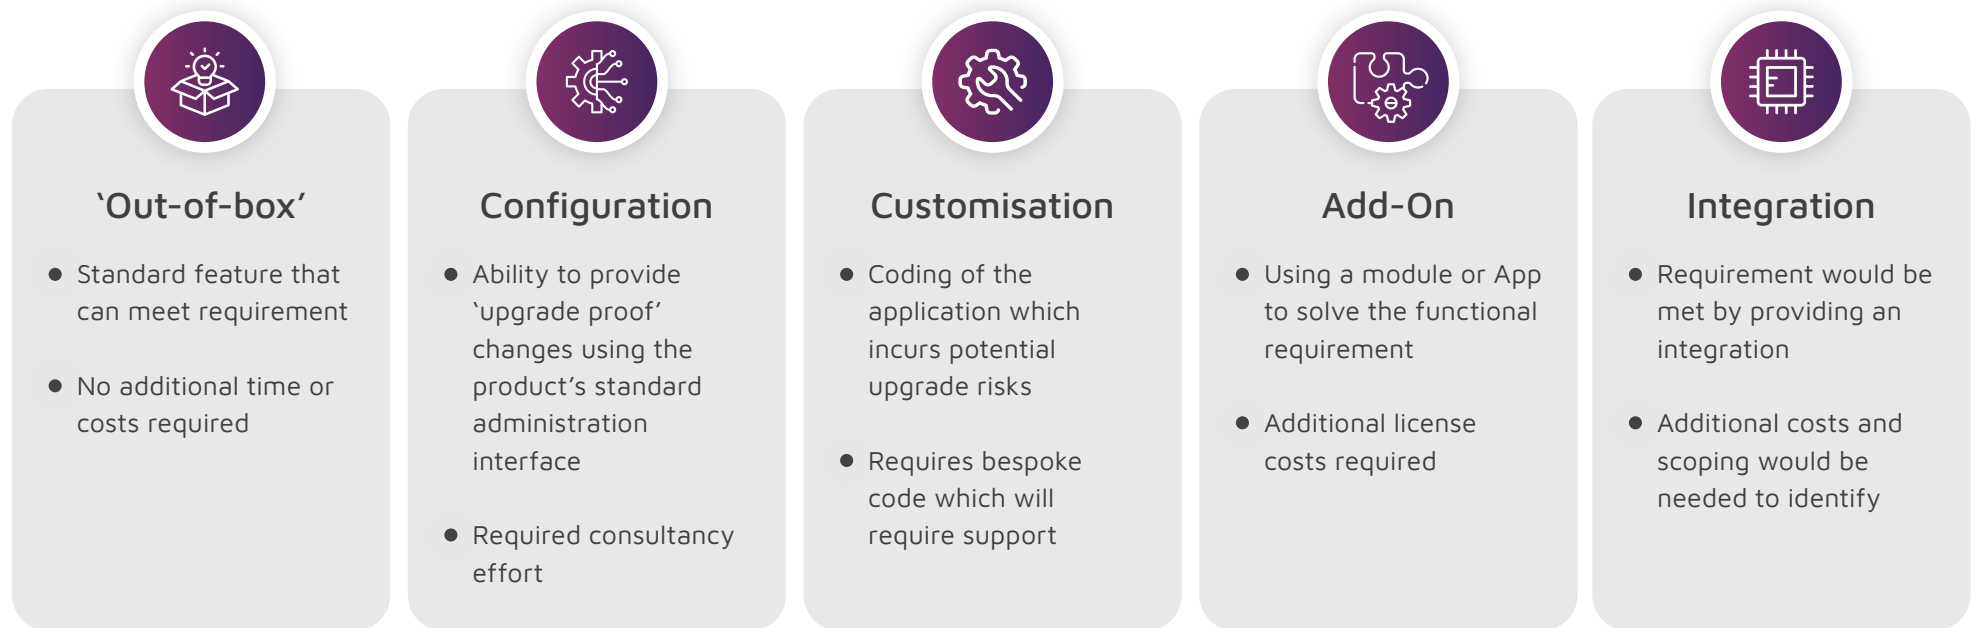 ‘Out-of-box’
● Standard feature that
can meet requirement
● No additional time or
costs required
Configuration
● Ability to provide
‘upgrade proof’
changes using the
product’s standard
administration
interface
● Required consultancy
effort
Customisation
● Coding of the
application which
incurs potential
upgrade risks
● Requires bespoke
code which will
require support
Add-On
● Using a module or App
to solve the functional
requirement
● Additional license
costs required
Integration
● Requirement would be
met by providing an
integration
● Additional costs and
scoping would be
needed to identify